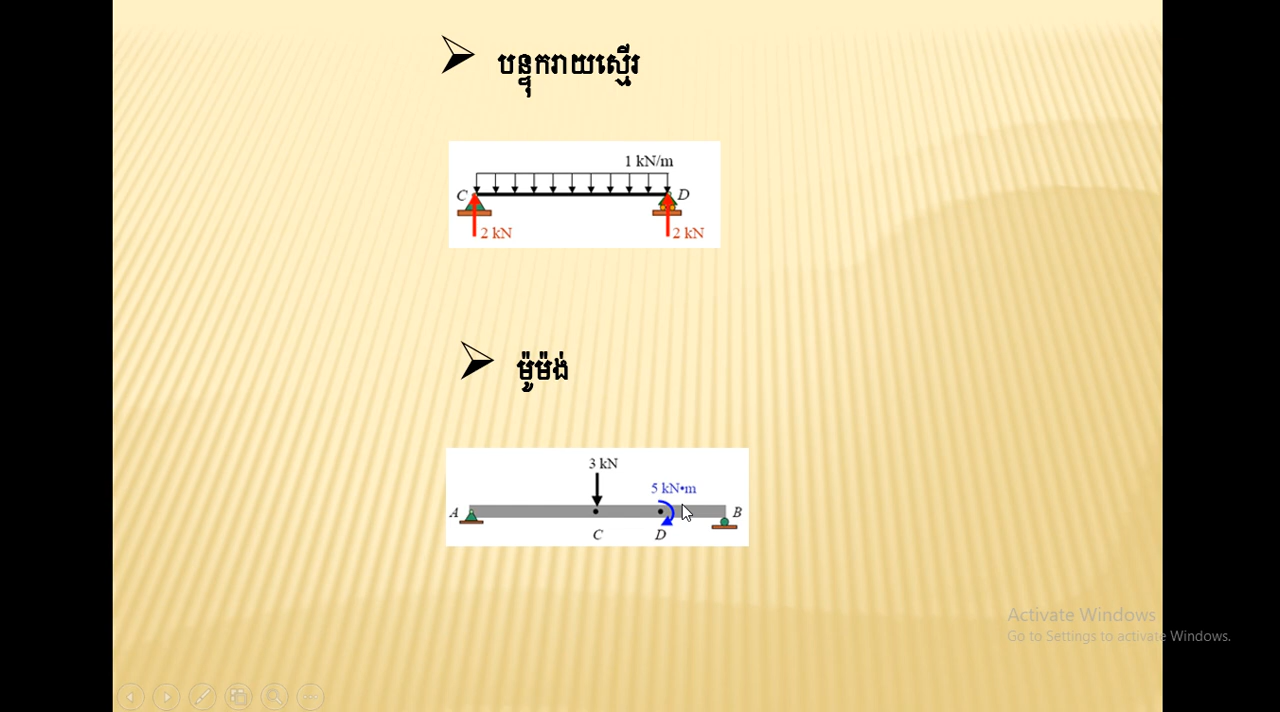 បន្ទុករាយស្មើរ
1 kN/m
C D
2 kN 2 kN
ម៉ូម៉ង់
3 kN
5 kN•m
A B
C D
Activate Windows
Go to Settings to activate Windows.